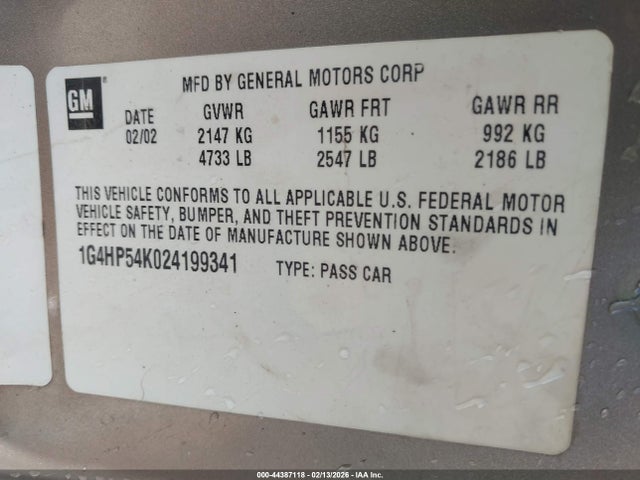 GM
MFD BY GENERAL MOTORS CORP
DATE GVWR GAWR FRT GAWR RR
02/02 2147 KG 1155 KG 992 KG
4733 LB 2547 LB 2186 LB
THIS VEHICLE CONFORMS TO ALL APPLICABLE U.S. FEDERAL MOTOR
VEHICLE SAFETY, BUMPER, AND THEFT PREVENTION STANDARDS IN
EFFECT ON THE DATE OF MANUFACTURE SHOWN ABOVE.
1G4HP54K024199341 TYPE: PASS CAR
000-44387118 - 02/13/2026 - IAA Inc.